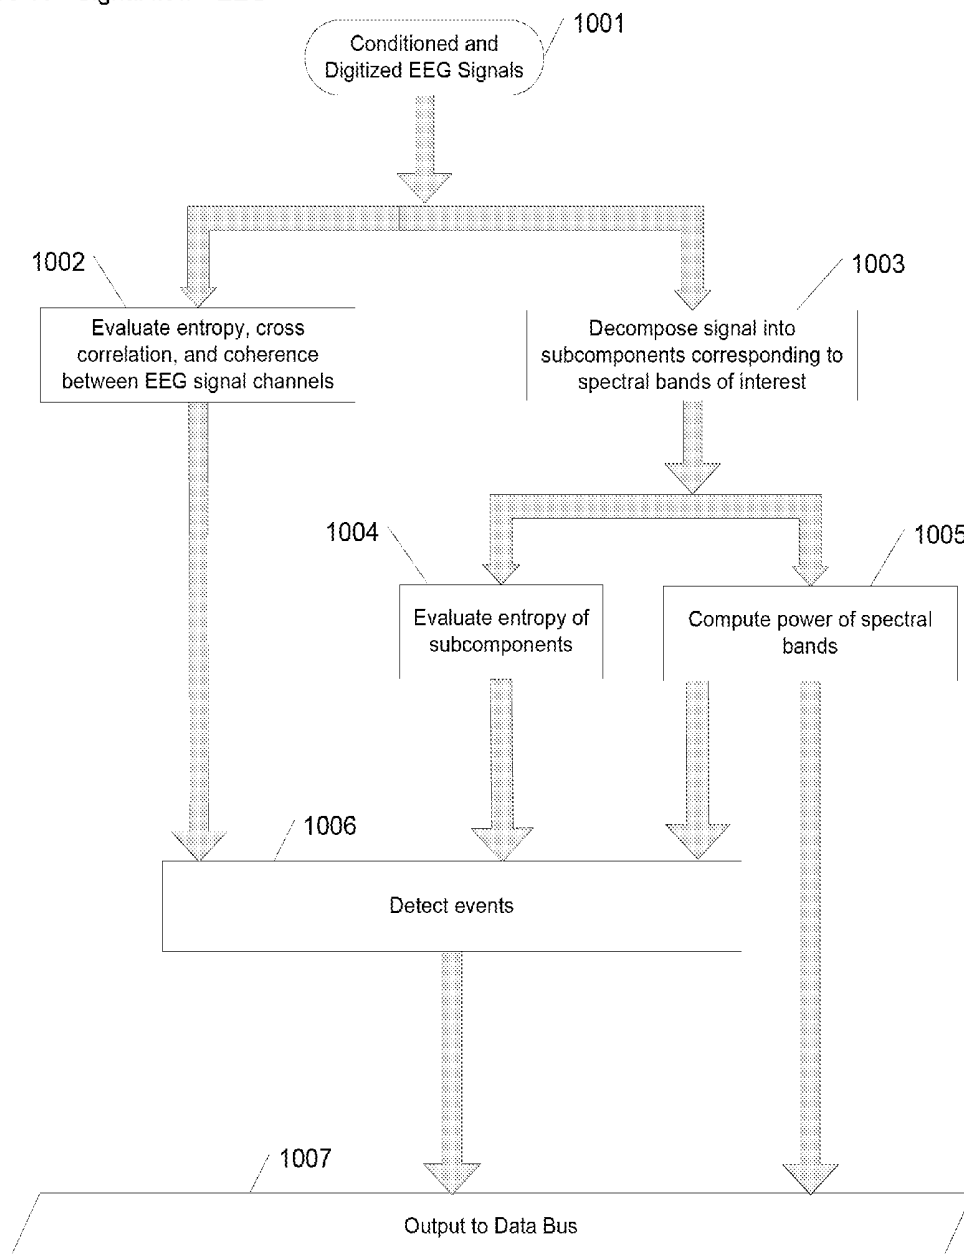 1001
Conditioned and
Digitized EEG Signals
1002
1003
Evaluate entropy, cross
correlation, and coherence
between EEG signal channels
Decompose signal into
subcomponents corresponding to
spectral bands of interest
1004
1005
Evaluate entropy of
subcomponents
Compute power of spectral
bands
1006
Detect events
1007
Output to Data Bus